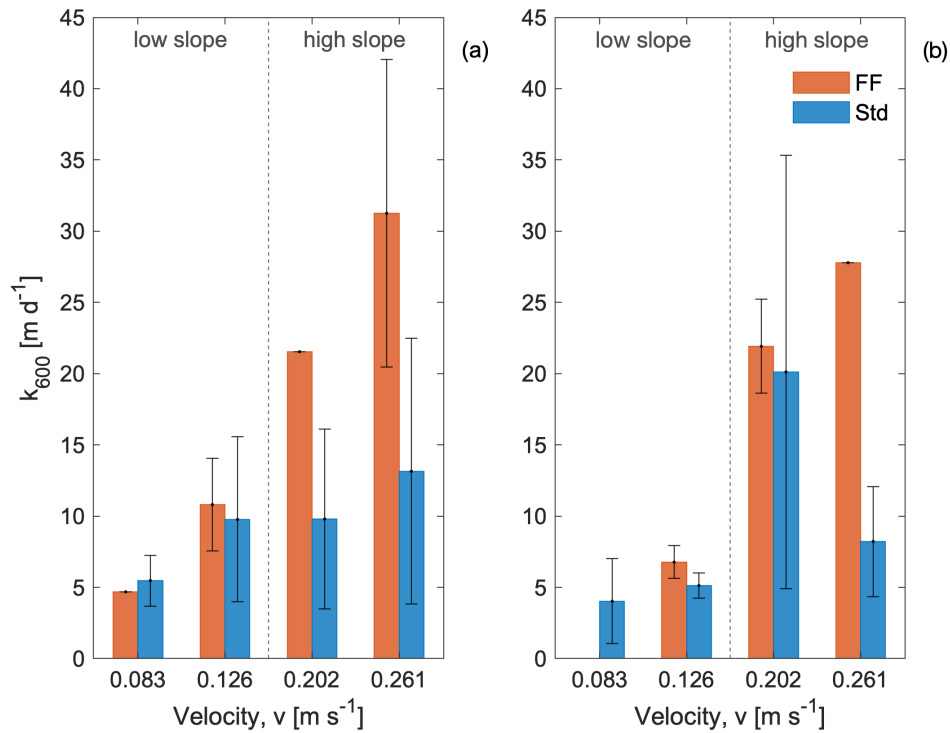 low slope high slope (a)
45
40
35
30
25
20
15
10
5
0
k600 [m d-1]
0.083 0.126 0.202 0.261
Velocity, v [m s-1]
low slope high slope (b)
FF
Std
45
40
35
30
25
20
15
10
5
0
0.083 0.126 0.202 0.261
Velocity, v [m s-1]